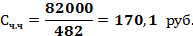 Сч.ч = 82000/482 = 170,1 руб.